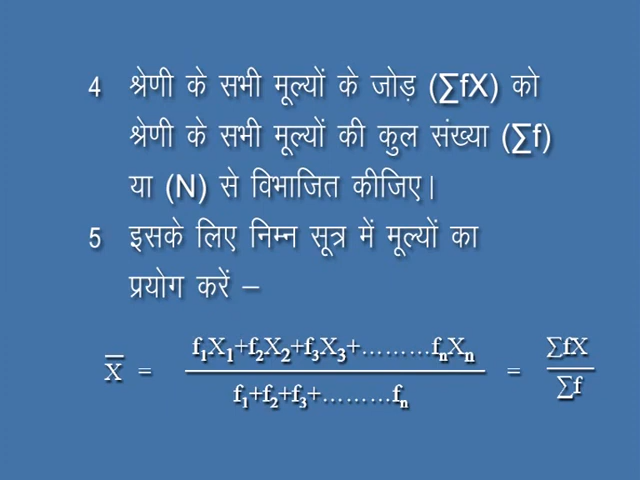 4 श्रेणी के सभी मूल्यों के जोड़ (∑fX) को
श्रेणी के सभी मूल्यों की कुल संख्या (∑f)
या (N) से विभाजित कीजिए।
5 इसके लिए निम्न सूत्र में मूल्यों का
प्रयोग करें –
X̅ = f₁X₁+f₂X₂+f₃X₃+………fₙXₙ = ∑fX
f₁+f₂+f₃+………fₙ ∑f